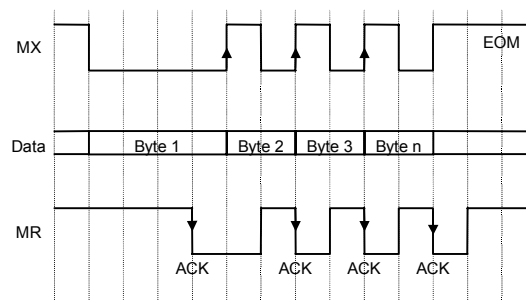 MX
EOM
Data
Byte 1
Byte 2
Byte 3
Byte n
MR
ACK
ACK
ACK
ACK